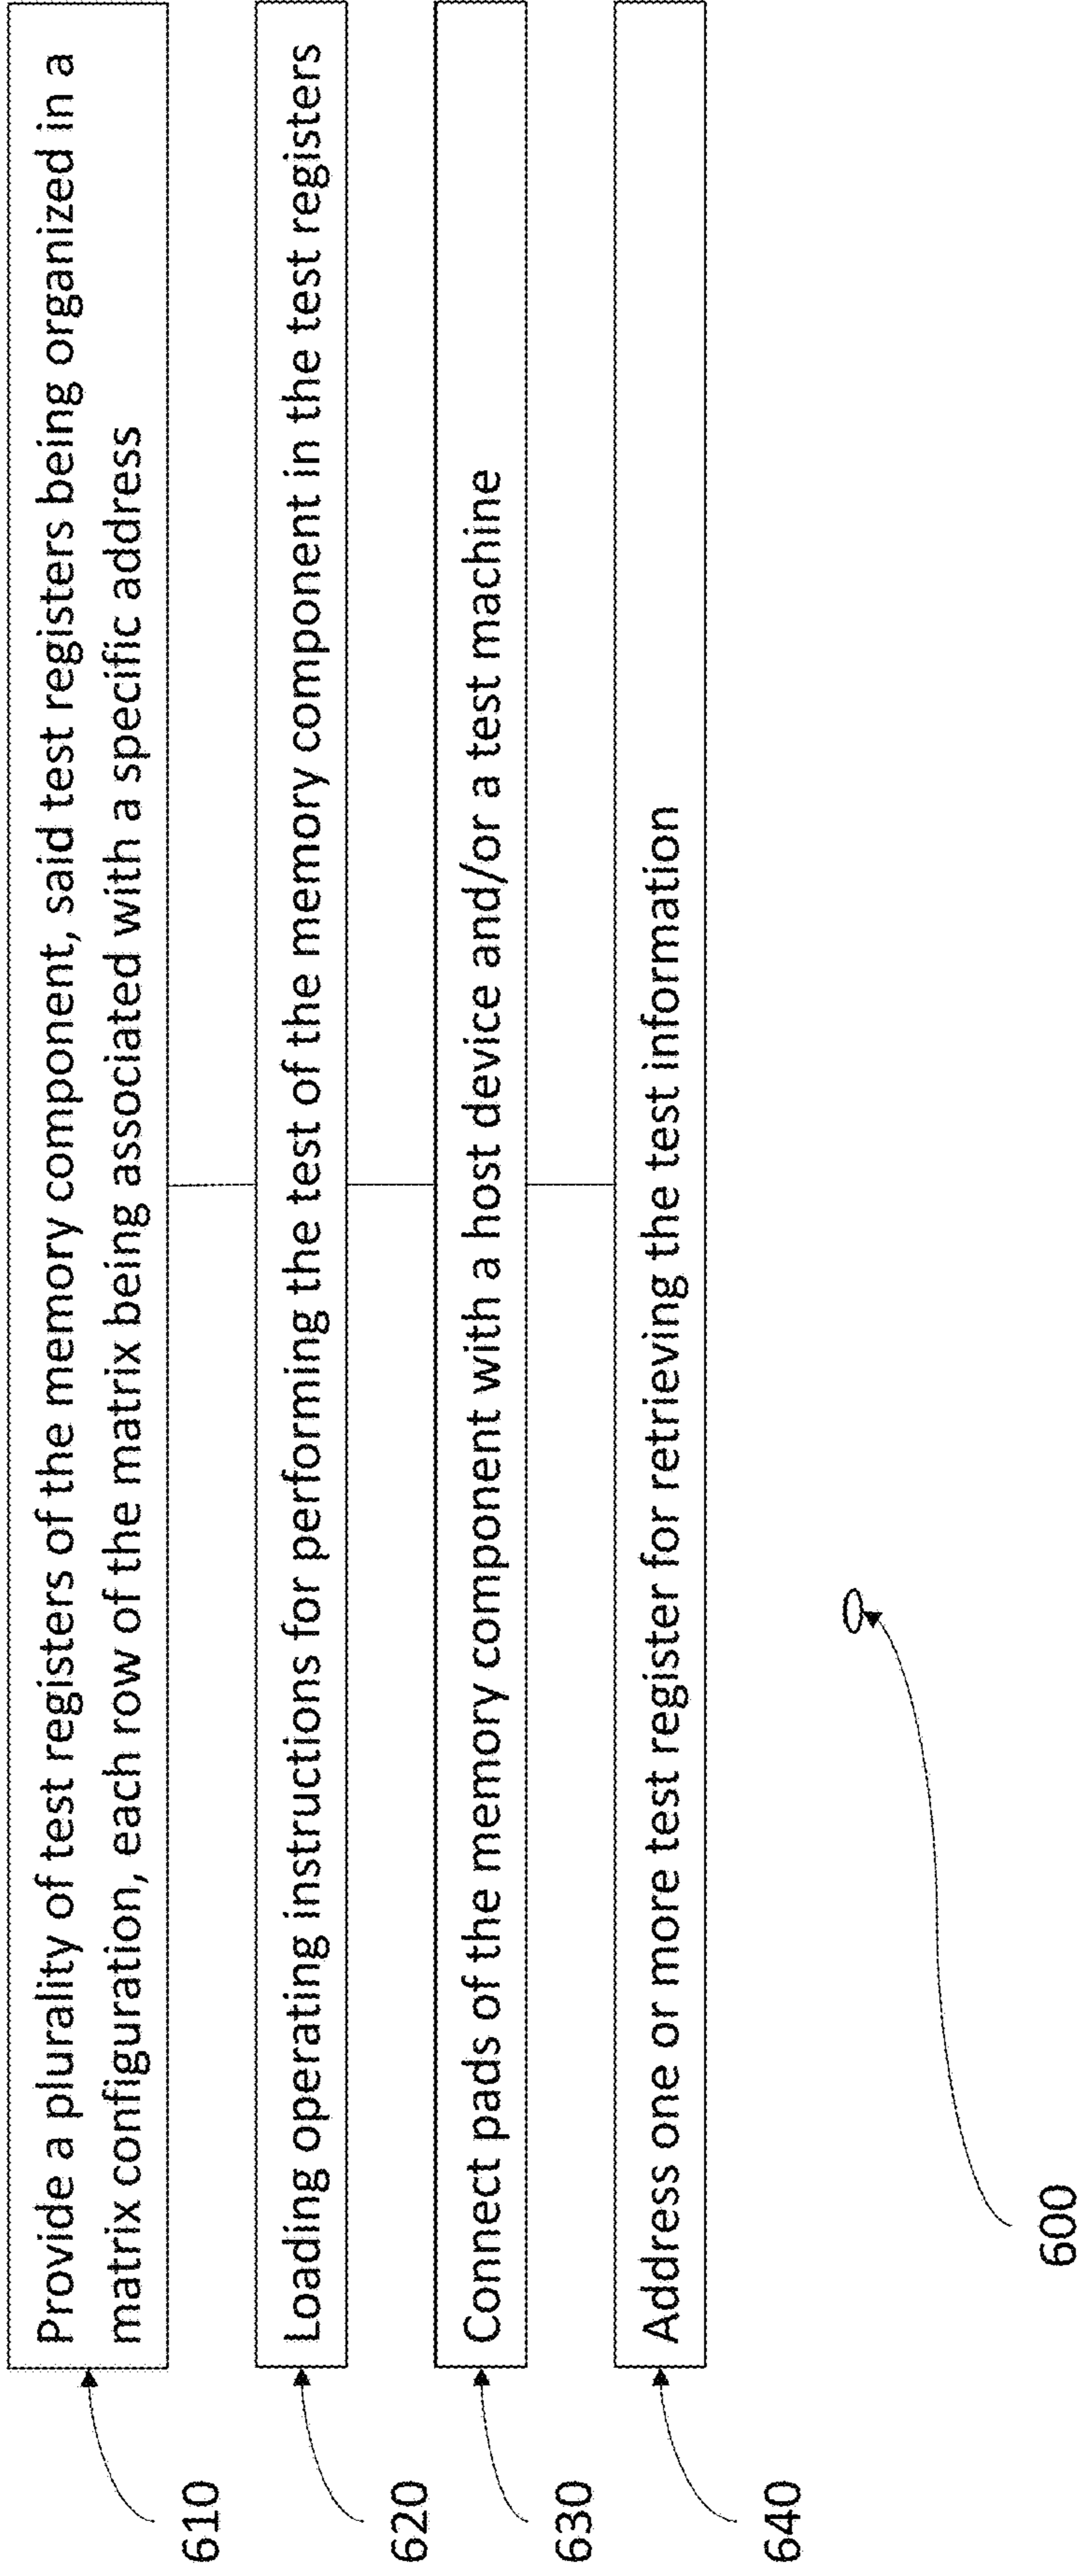 610
Provide a plurality of test registers of the memory component, said test registers being organized in a
matrix configuration, each row of the matrix being associated with a specific address
620
Loading operating instructions for performing the test of the memory component in the test registers
630
Connect pads of the memory component with a host device and/or a test machine
640
Address one or more test register for retrieving the test information
600